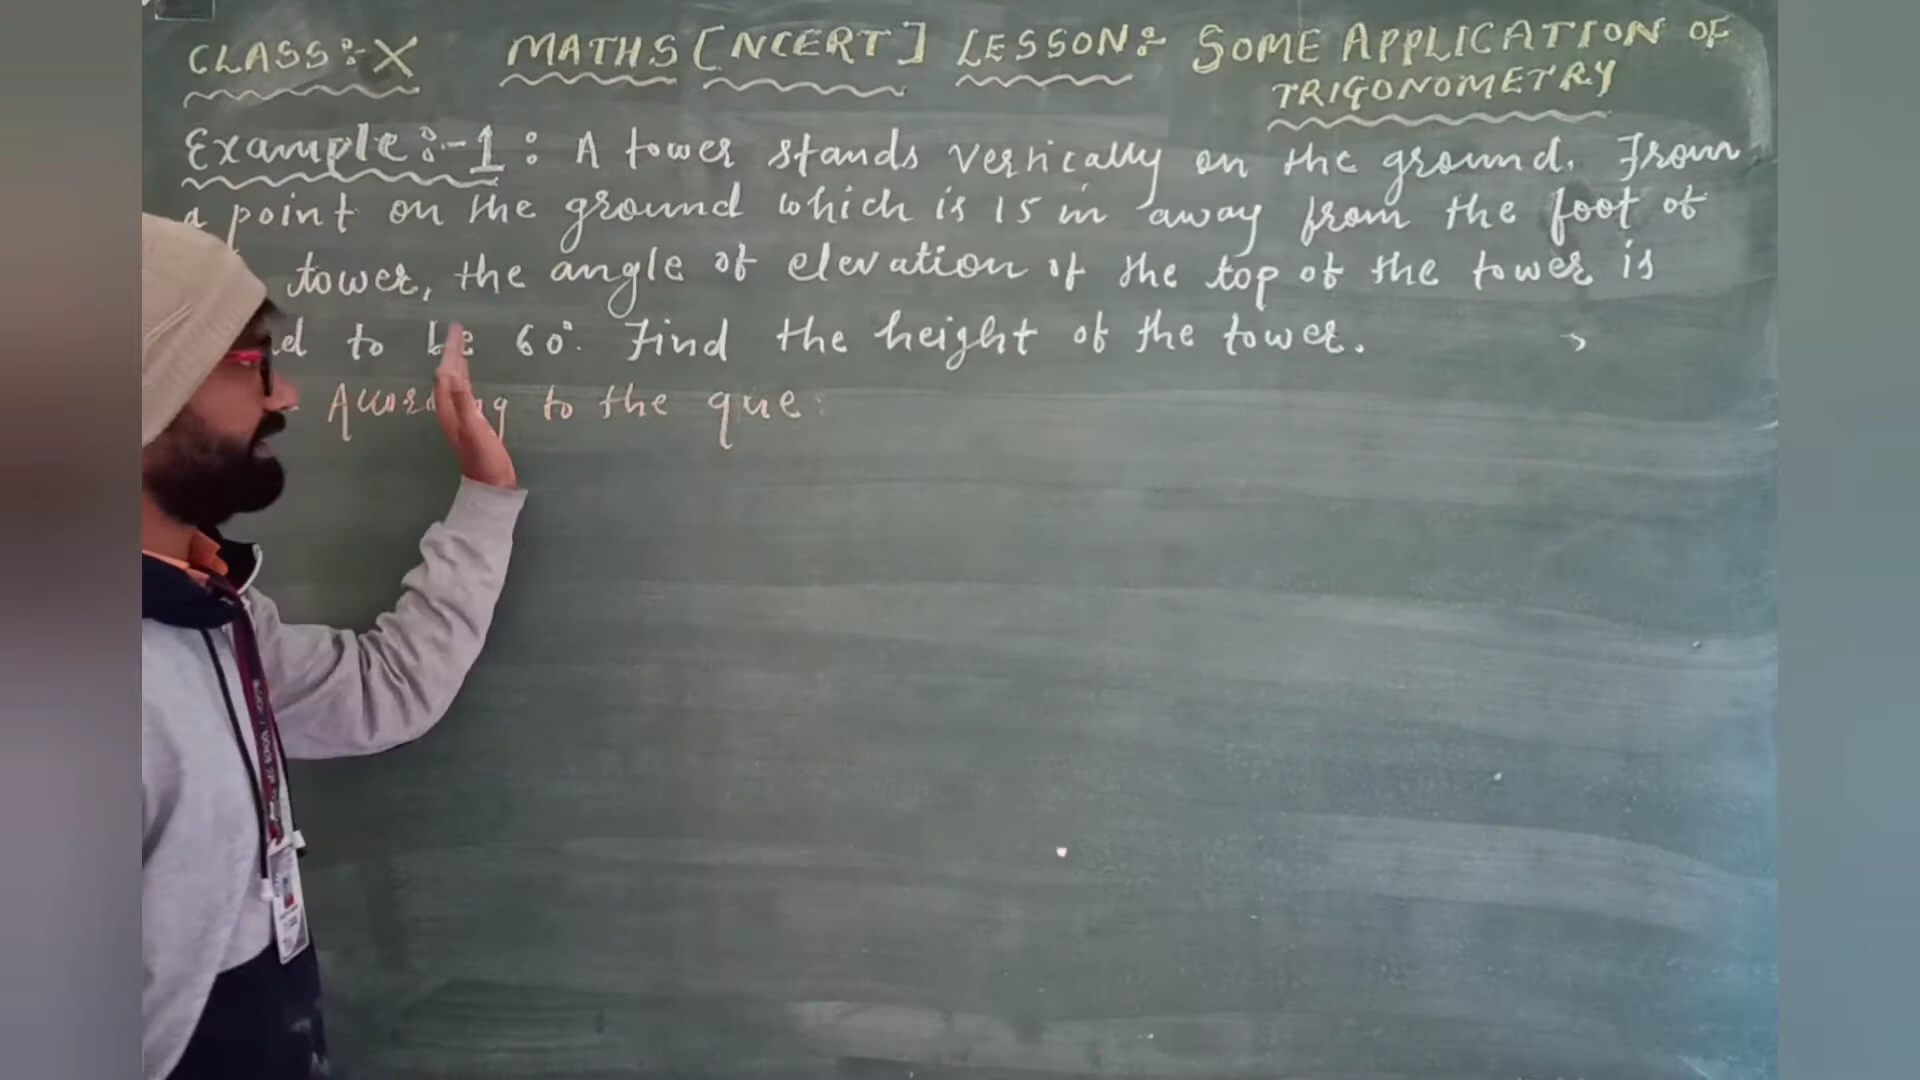 CLASS:-X MATHS [NCERT] LESSON:- SOME APPLICATION OF
TRIGONOMETRY
Example:-1: A tower stands vertically on the ground. From
a point on the ground which is 15 m away from the foot of
tower, the angle of elevation of the top of the tower is
to be 60°. Find the height of the tower.
According to the que